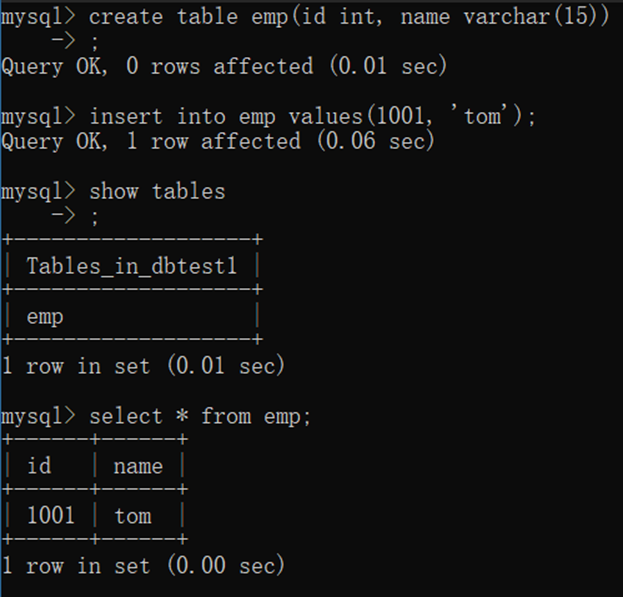 mysql> create table emp(id int, name varchar(15))
    -> ;
Query OK, 0 rows affected (0.01 sec)
mysql> insert into emp values(1001, 'tom');
Query OK, 1 row affected (0.06 sec)
mysql> show tables
    -> ;
+-------------------+
| Tables_in_dbtest1 |
+-------------------+
| emp               |
+-------------------+
1 row in set (0.01 sec)
mysql> select * from emp;
+------+------+
| id   | name |
+------+------+
| 1001 | tom  |
+------+------+
1 row in set (0.00 sec)